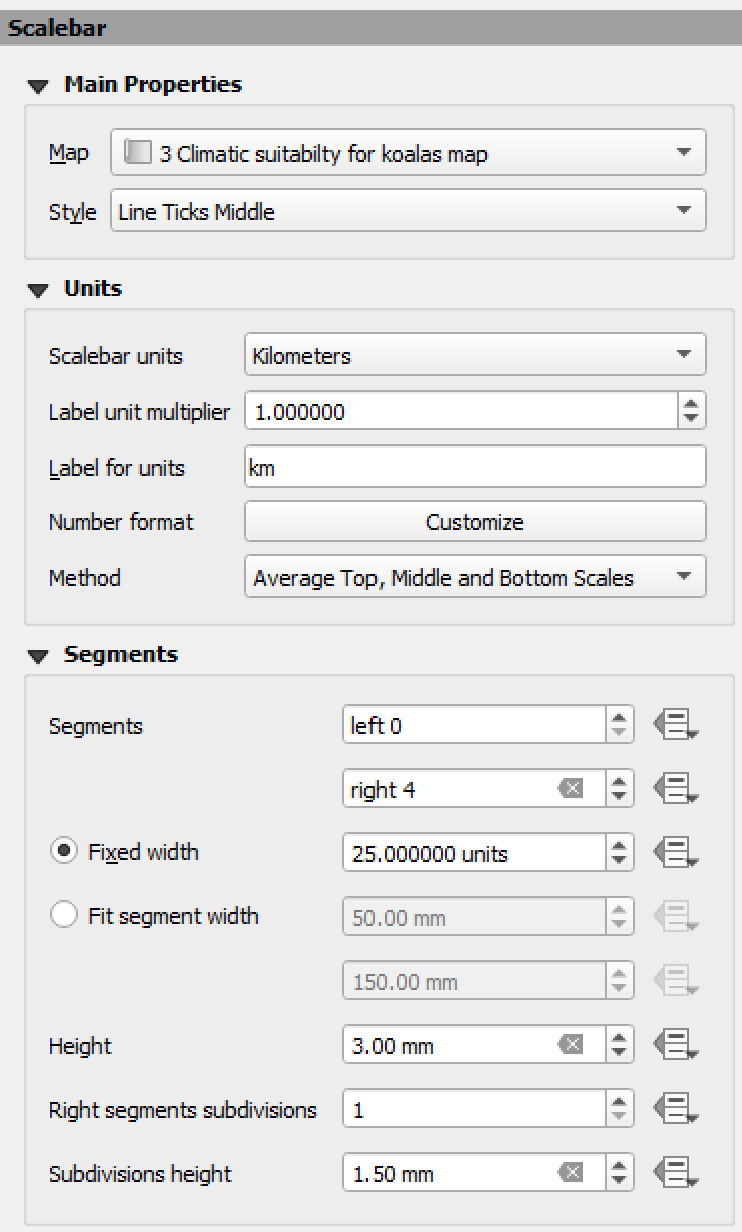 Scalebar
Main Properties
Map 3 Climatic suitabilty for koalas map
Style Line Ticks Middle
Units
Scalebar units Kilometers
Label unit multiplier 1.000000
Label for units km
Number format Customize
Method Average Top, Middle and Bottom Scales
Segments
Segments left 0
right 4
Fixed width 25.000000 units
Fit segment width 50.00 mm
150.00 mm
Height 3.00 mm
Right segments subdivisions 1
Subdivisions height 1.50 mm